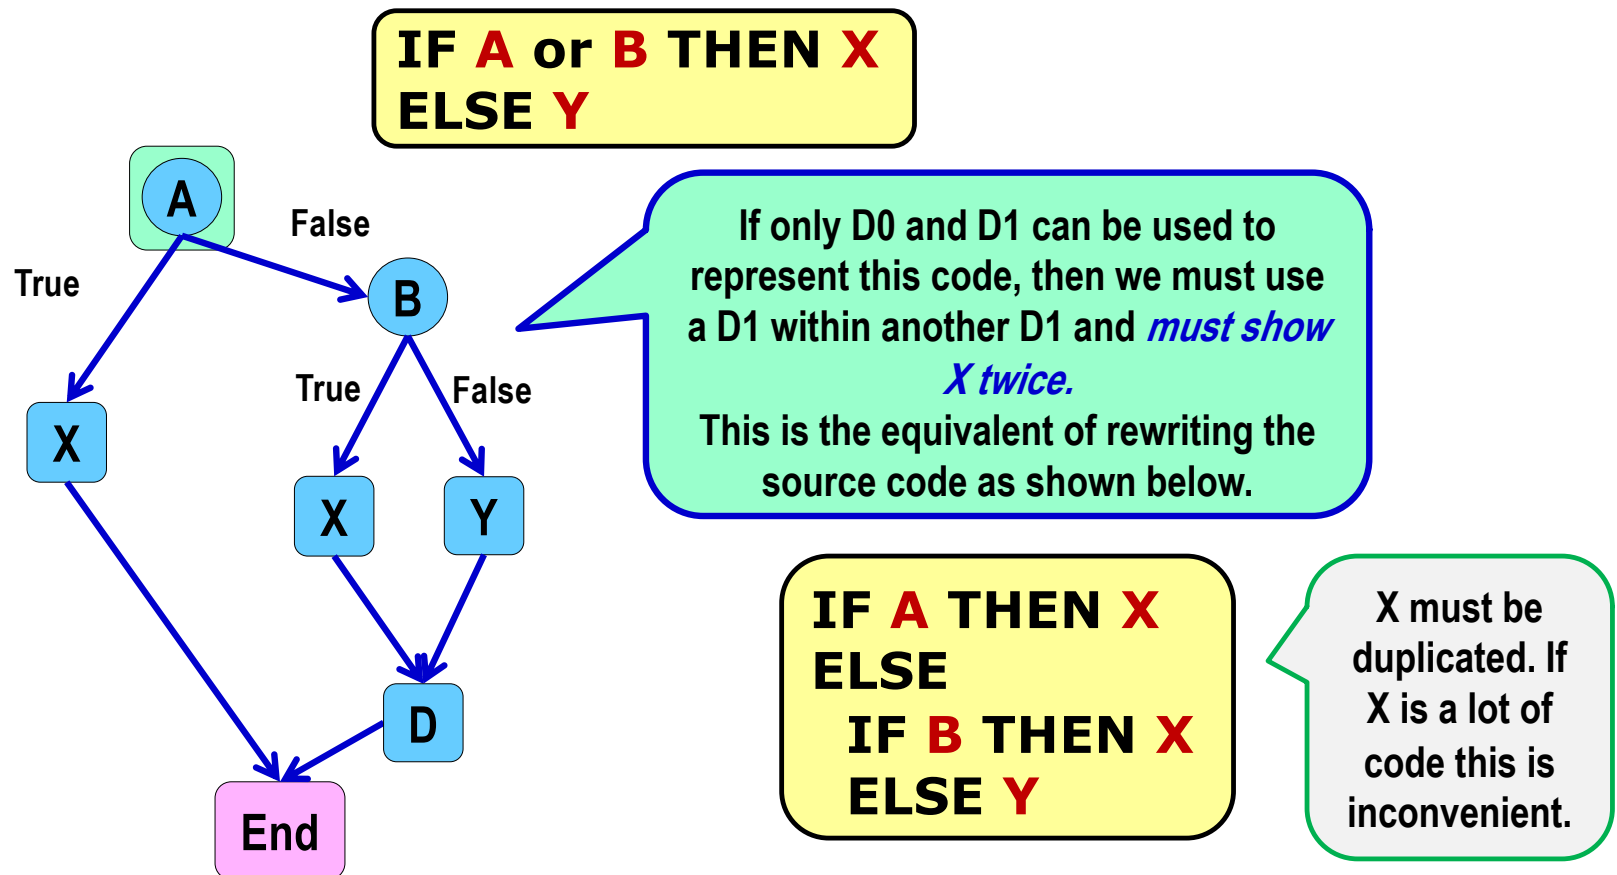 IF A or B THEN X
ELSE Y
A
False
True
B
True
False
X
X
Y
D
End
If only D0 and D1 can be used to
represent this code, then we must use
a D1 within another D1 and must show
X twice.
This is the equivalent of rewriting the
source code as shown below.
IF A THEN X
ELSE
IF B THEN X
ELSE Y
X must be
duplicated. If
X is a lot of
code this is
inconvenient.